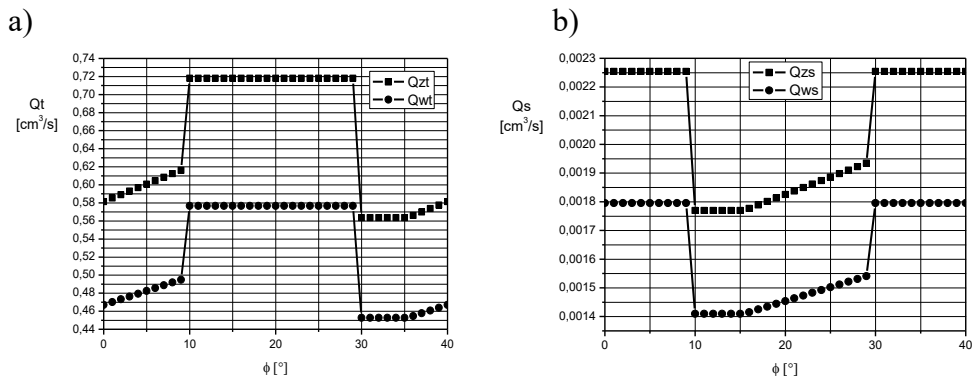 a)
0,74
0,72
0,70
0,68
0,66
0,64
0,62
0,60
0,58
0,56
0,54
0,52
0,50
0,48
0,46
0,44
Qt
[cm³/s]
Qzt
Qwt
0 10 20 30 40
ϕ [°]
b)
0,0023
0,0022
0,0021
0,0020
0,0019
0,0018
0,0017
0,0016
0,0015
0,0014
Qs
[cm³/s]
Qzs
Qws
0 10 20 30 40
ϕ [°]